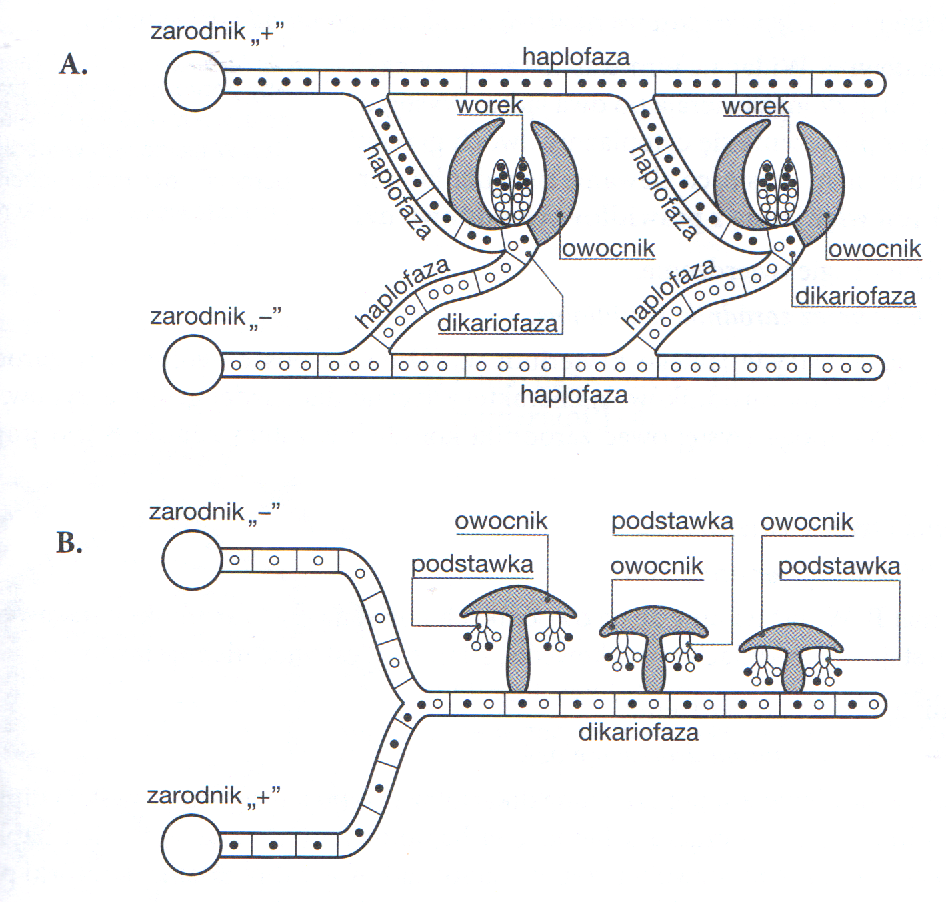 zarodnik „+”
A.
haplofaza
worek
worek
haplofaza
haplofaza
owocnik
owocnik
haplofaza
haplofaza
dikariofaza
dikariofaza
zarodnik „–”
haplofaza
zarodnik „–”
B.
owocnik
podstawka
owocnik
podstawka
owocnik
podstawka
dikariofaza
zarodnik „+”